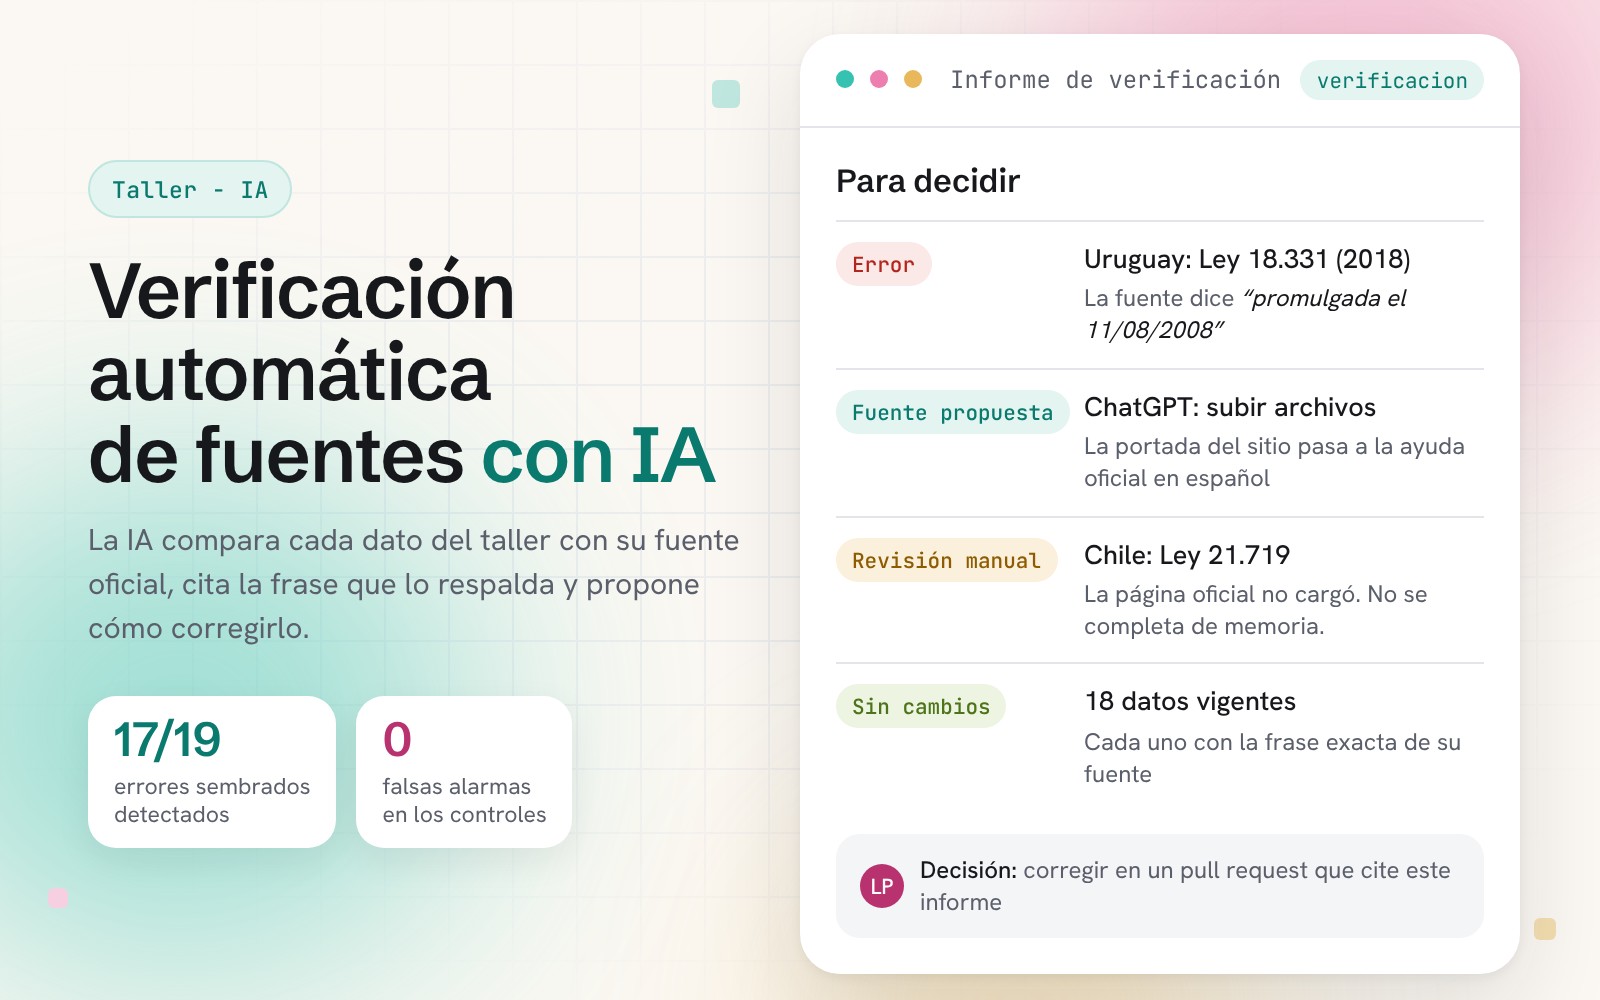 Taller - IA
Verificación
automática
de fuentes con IA
La IA compara cada dato del taller con su fuente
oficial, cita la frase que lo respalda y propone
cómo corregirlo.
17/19
errores sembrados
detectados
0
falsas alarmas
en los controles
Informe de verificación
verificacion
Para decidir
Error
Uruguay: Ley 18.331 (2018)
La fuente dice “promulgada el
11/08/2008”
Fuente propuesta
ChatGPT: subir archivos
La portada del sitio pasa a la ayuda
oficial en español
Revisión manual
Chile: Ley 21.719
La página oficial no cargó. No se
completa de memoria.
Sin cambios
18 datos vigentes
Cada uno con la frase exacta de su
fuente
LP
Decisión: corregir en un pull request que cite este
informe